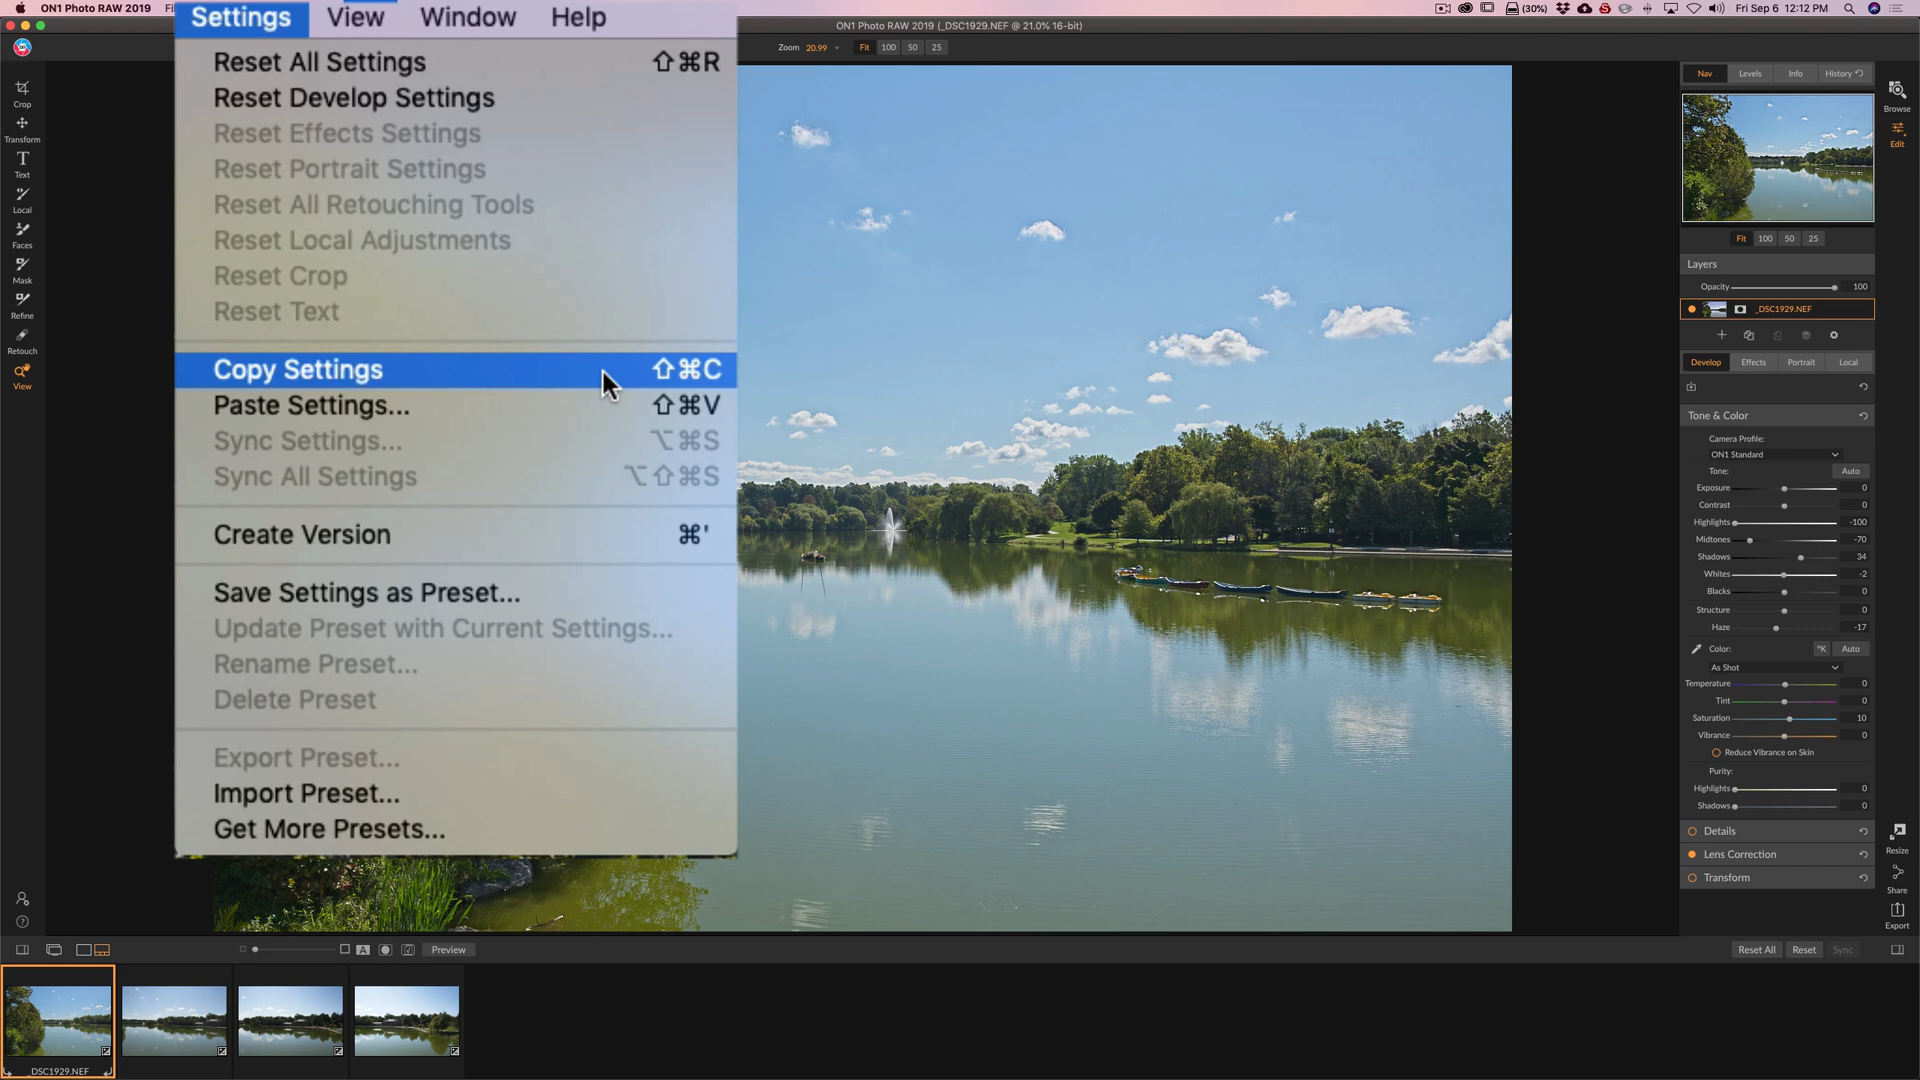 ON1 Photo RAW 2019 Fi
(30%) Fri Sep 6 12:12 PM
ON1 Photo RAW 2019 (_DSC1929.NEF @ 21.0% 16-bit)
Settings View Window Help
Zoom 20.99 Fit 100 50 25
Reset All Settings ⇧⌘R
Reset Develop Settings
Reset Effects Settings
Reset Portrait Settings
Reset All Retouching Tools
Reset Local Adjustments
Reset Crop
Reset Text
Copy Settings ⇧⌘C
Paste Settings... ⇧⌘V
Sync Settings... ⌥⌘S
Sync All Settings ⌥⇧⌘S
Create Version ⌘'
Save Settings as Preset...
Update Preset with Current Settings...
Rename Preset...
Delete Preset
Export Preset...
Import Preset...
Get More Presets...
Crop
Transform
Text
Local
Faces
Mask
Refine
Retouch
View
Nav Levels Info History
Fit 100 50 25
Layers
Opacity 100
_DSC1929.NEF
Develop Effects Portrait Local
Tone & Color
Camera Profile:
ON1 Standard
Tone: Auto
Exposure 0
Contrast 0
Highlights -100
Midtones -70
Shadows 34
Whites -2
Blacks 0
Structure 0
Haze -17
Color: °K Auto
As Shot
Temperature 0
Tint 0
Saturation 10
Vibrance 0
Reduce Vibrance on Skin
Purity:
Highlights 0
Shadows 0
Details
Lens Correction
Transform
Browse
Edit
Resize
Share
Export
A Preview
Reset All Reset Sync
_DSC1929.NEF